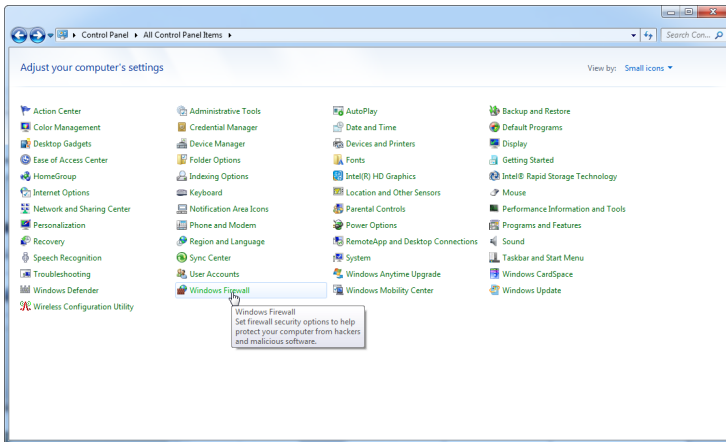 Control Panel ▸ All Control Panel Items ▸
Search Con...
Adjust your computer's settings
View by: Small icons
Action Center
Administrative Tools
AutoPlay
Backup and Restore
Color Management
Credential Manager
Date and Time
Default Programs
Desktop Gadgets
Device Manager
Devices and Printers
Display
Ease of Access Center
Folder Options
Fonts
Getting Started
HomeGroup
Indexing Options
Intel(R) HD Graphics
Intel® Rapid Storage Technology
Internet Options
Keyboard
Location and Other Sensors
Mouse
Network and Sharing Center
Notification Area Icons
Parental Controls
Performance Information and Tools
Personalization
Phone and Modem
Power Options
Programs and Features
Recovery
Region and Language
RemoteApp and Desktop Connections
Sound
Speech Recognition
Sync Center
System
Taskbar and Start Menu
Troubleshooting
User Accounts
Windows Anytime Upgrade
Windows CardSpace
Windows Defender
Windows Firewall
Windows Mobility Center
Windows Update
Wireless Configuration Utility
Windows Firewall
Set firewall security options to help
protect your computer from hackers
and malicious software.